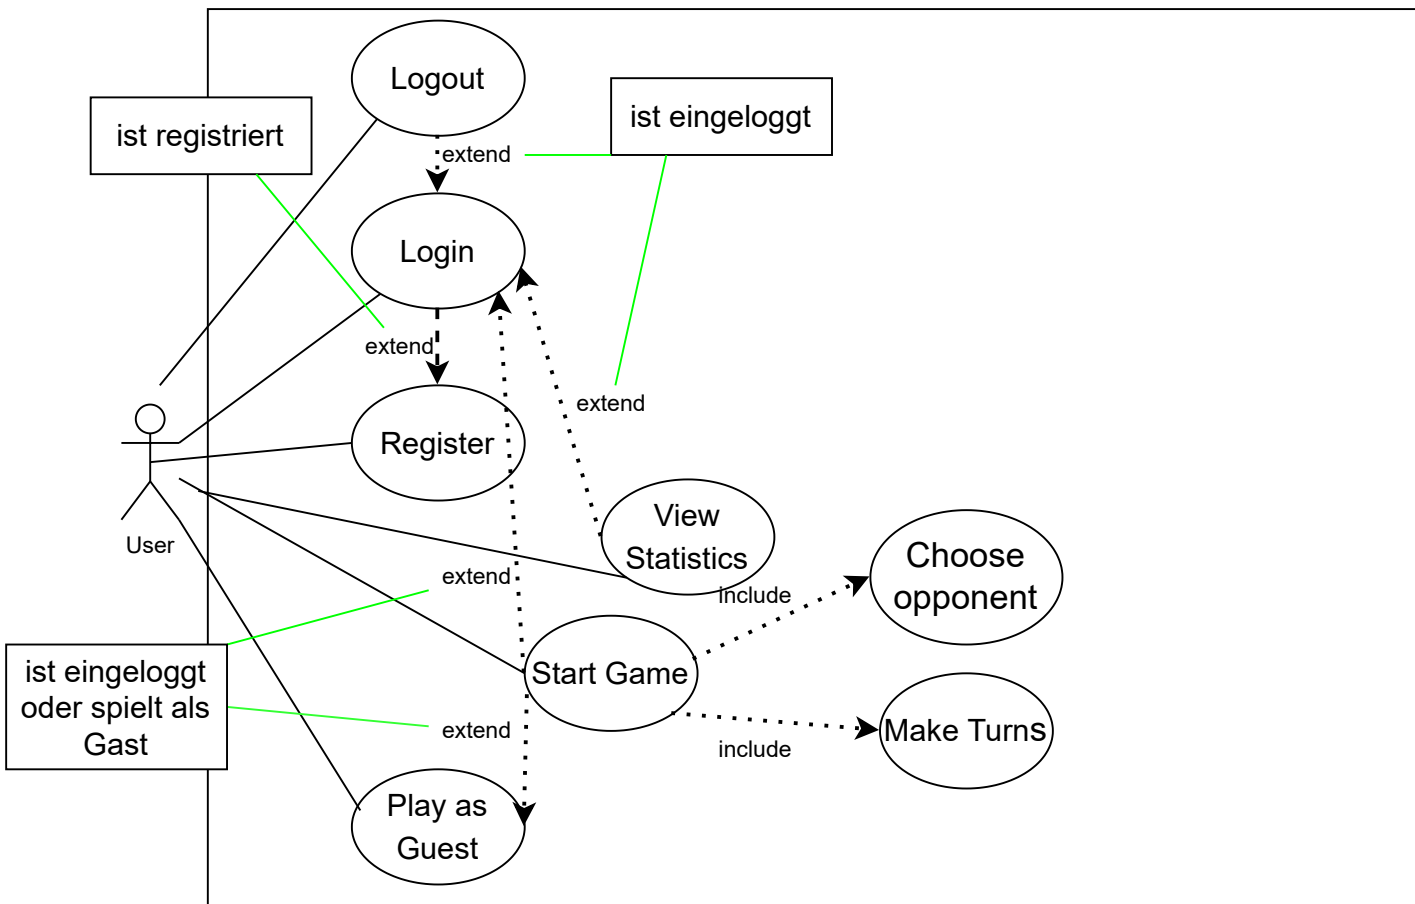 Logout
ist registriert
ist eingeloggt
extend
Login
extend
extend
Register
User
View
Statistics
extend
include
Choose
opponent
ist eingeloggt
oder spielt als
Gast
Start Game
extend
include
Make Turns
Play as
Guest